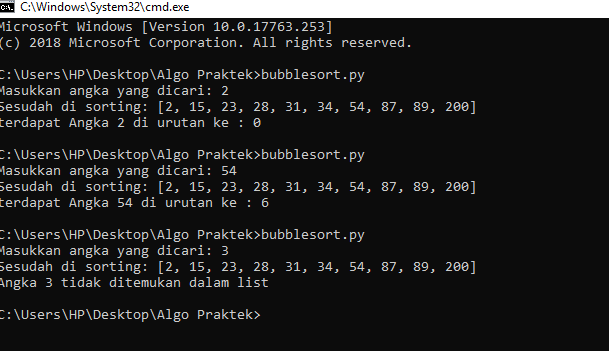 C:\Windows\System32\cmd.exe
Microsoft Windows [Version 10.0.17763.253]
(c) 2018 Microsoft Corporation. All rights reserved.
C:\Users\HP\Desktop\Algo Praktek>bubblesort.py
Masukkan angka yang dicari: 2
Sesudah di sorting: [2, 15, 23, 28, 31, 34, 54, 87, 89, 200]
terdapat Angka 2 di urutan ke : 0
C:\Users\HP\Desktop\Algo Praktek>bubblesort.py
Masukkan angka yang dicari: 54
Sesudah di sorting: [2, 15, 23, 28, 31, 34, 54, 87, 89, 200]
terdapat Angka 54 di urutan ke : 6
C:\Users\HP\Desktop\Algo Praktek>bubblesort.py
Masukkan angka yang dicari: 3
Sesudah di sorting: [2, 15, 23, 28, 31, 34, 54, 87, 89, 200]
Angka 3 tidak ditemukan dalam list
C:\Users\HP\Desktop\Algo Praktek>